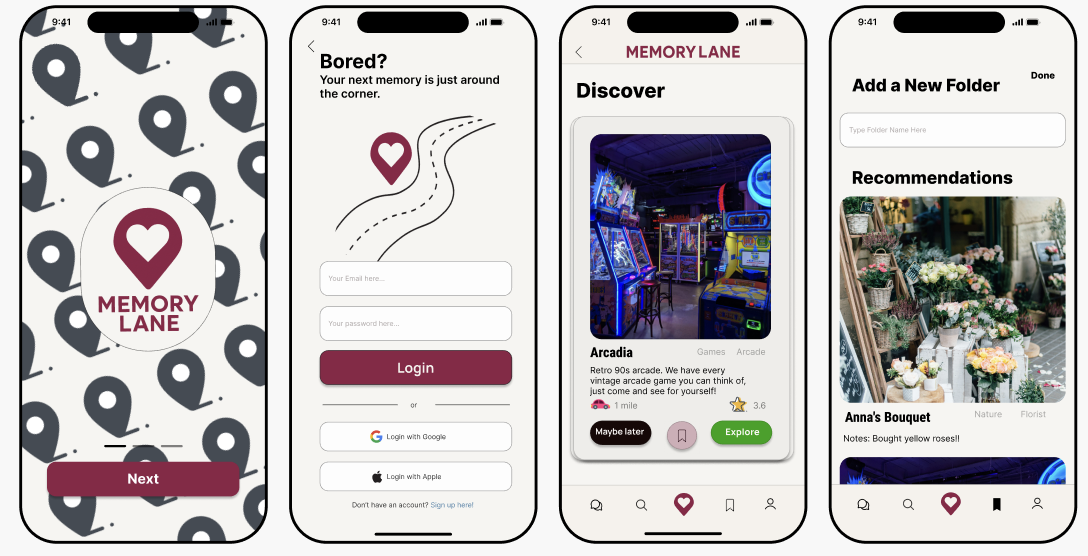 9:41
MEMORY
LANE
Next
9:41
Bored?
Your next memory is just around
the corner.
Your Email here...
Your password here...
Login
or
Login with Google
Login with Apple
Don't have an account? Sign up here!
9:41
MEMORY LANE
Discover
Arcadia
Games Arcade
Retro 90s arcade. We have every
vintage arcade game you can think of,
just come and see for yourself!
1 mile
3.6
Maybe later
Explore
9:41
Done
Add a New Folder
Type Folder Name Here
Recommendations
Anna's Bouquet
Nature Florist
Notes: Bought yellow roses!!